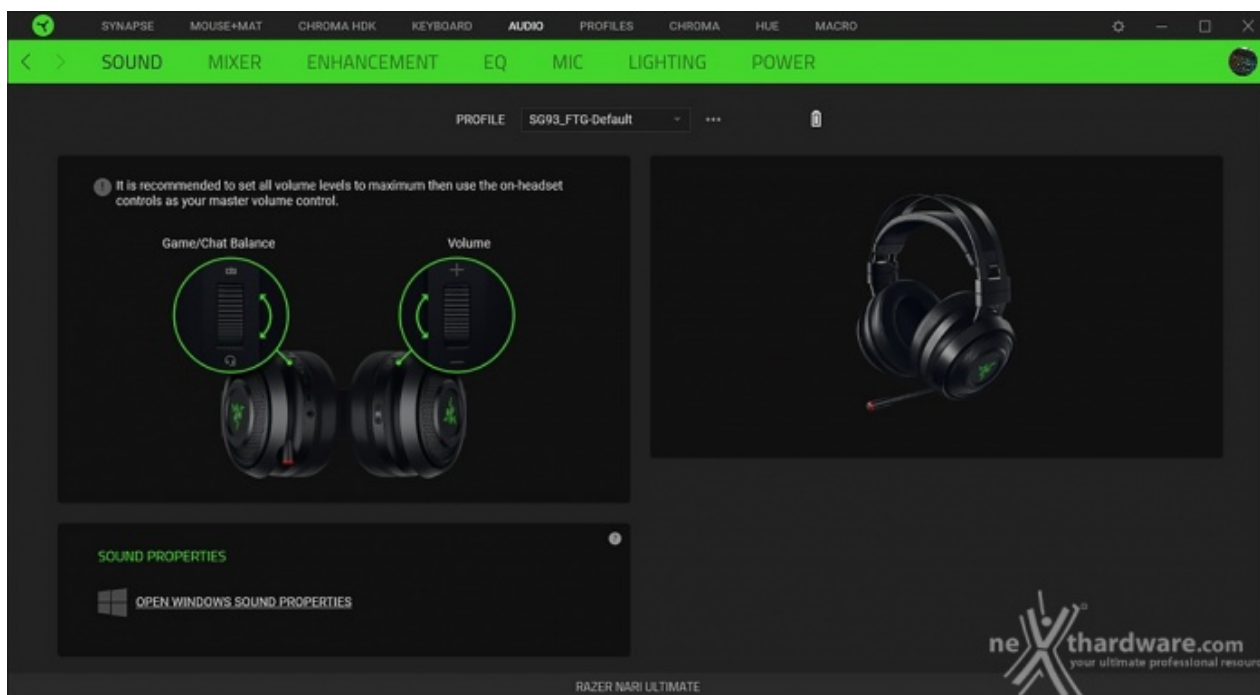 SYNAPSE MOUSE+MAT CHROMA HDK KEYBOARD AUDIO PROFILES CHROMA HUE MACRO
SOUND MIXER ENHANCEMENT EQ MIC LIGHTING POWER
PROFILE SG93_FTG-Default
It is recommended to set all volume levels to maximum then use the on-headset
controls as your master volume control.
Game/Chat Balance Volume
SOUND PROPERTIES
OPEN WINDOWS SOUND PROPERTIES
nexthardware.com
your ultimate professional resource
RAZER NARI ULTIMATE